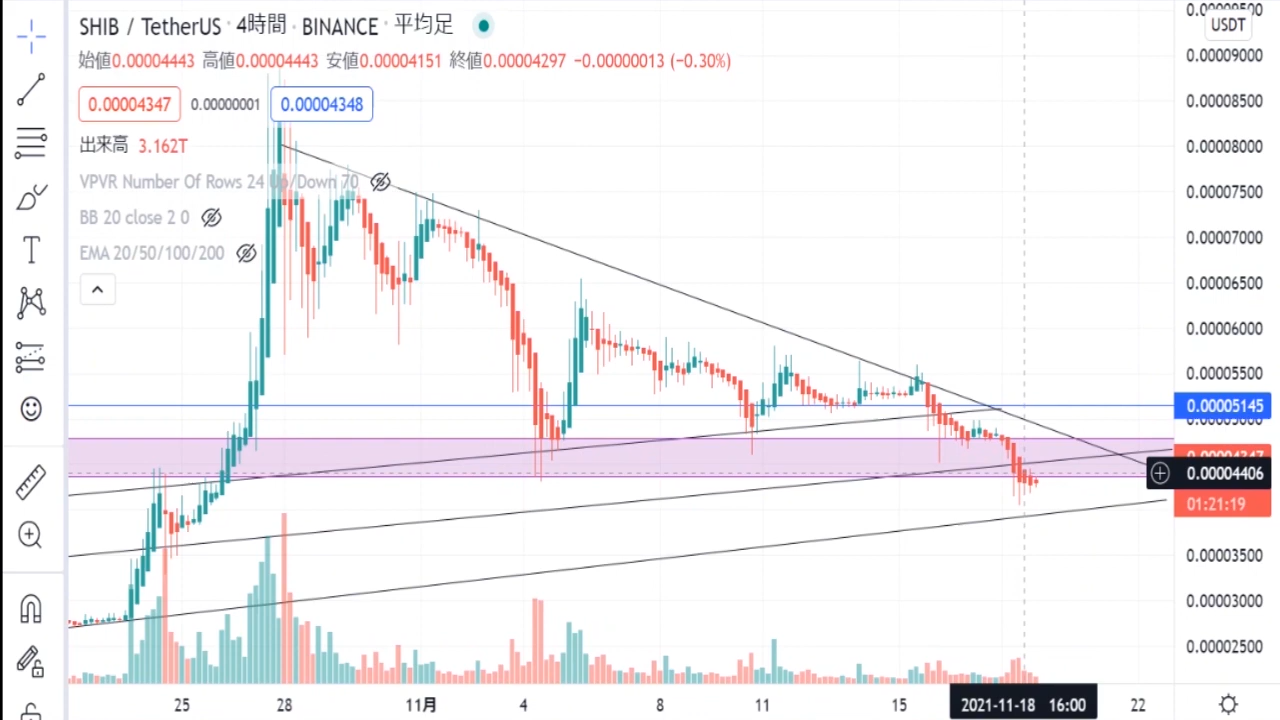 SHIB / TetherUS · 4時間 · BINANCE · 平均足
始値0.00004443 高値0.00004443 安値0.00004151 終値0.00004297 −0.00000013 (−0.30%)
0.00004347 0.00000001 0.00004348
出来高 3.162T
VPVR Number Of Rows 24 Up/Down 70
BB 20 close 2 0
EMA 20/50/100/200
USDT
0.00009000
0.00008500
0.00008000
0.00007500
0.00007000
0.00006500
0.00006000
0.00005500
0.00005145
0.00004347
0.00004406
01:21:19
0.00003500
0.00003000
0.00002500
25 28 11月 4 8 11 15 2021-11-18 16:00 22